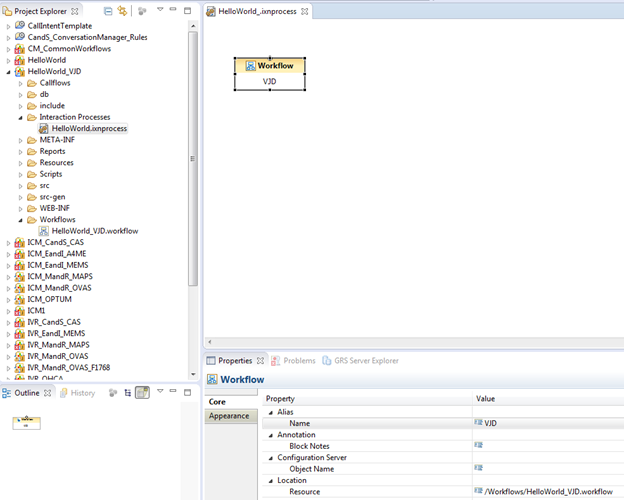 Project Explorer
CallIntentTemplate
CandS_ConversationManager_Rules
CM_CommonWorkflows
HelloWorld
HelloWorld_VJD
Callflows
db
include
Interaction Processes
HelloWorld.ixnprocess
META-INF
Reports
Resources
Scripts
src
src-gen
WEB-INF
Workflows
HelloWorld_VJD.workflow
ICM_CandS_CAS
ICM_EandI_A4ME
ICM_EandI_MEMS
ICM_MandR_MAPS
ICM_MandR_OVAS
ICM_OPTUM
ICM1
IVR_CandS_CAS
IVR_EandI_MEMS
IVR_MandR_MAPS
IVR_MandR_OVAS
IVR_MandR_OVAS_F1768
IVR_OHCA
Outline History
HelloWorld_.ixnprocess
Workflow
VJD
Properties Problems GRS Server Explorer
Workflow
Core
Appearance
Property Value
Alias
Name VJD
Annotation
Block Notes
Configuration Server
Object Name
Location
Resource /Workflows/HelloWorld_VJD.workflow